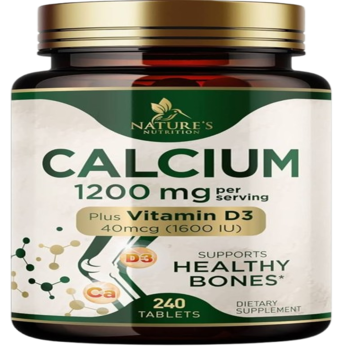 NATURE'S
NUTRITION
CALCIUM
1200 mg per serving
Plus Vitamin D3
40mcg (1600 IU)
SUPPORTS
HEALTHY
BONES*
D3
Ca
240
TABLETS
DIETARY
SUPPLEMENT